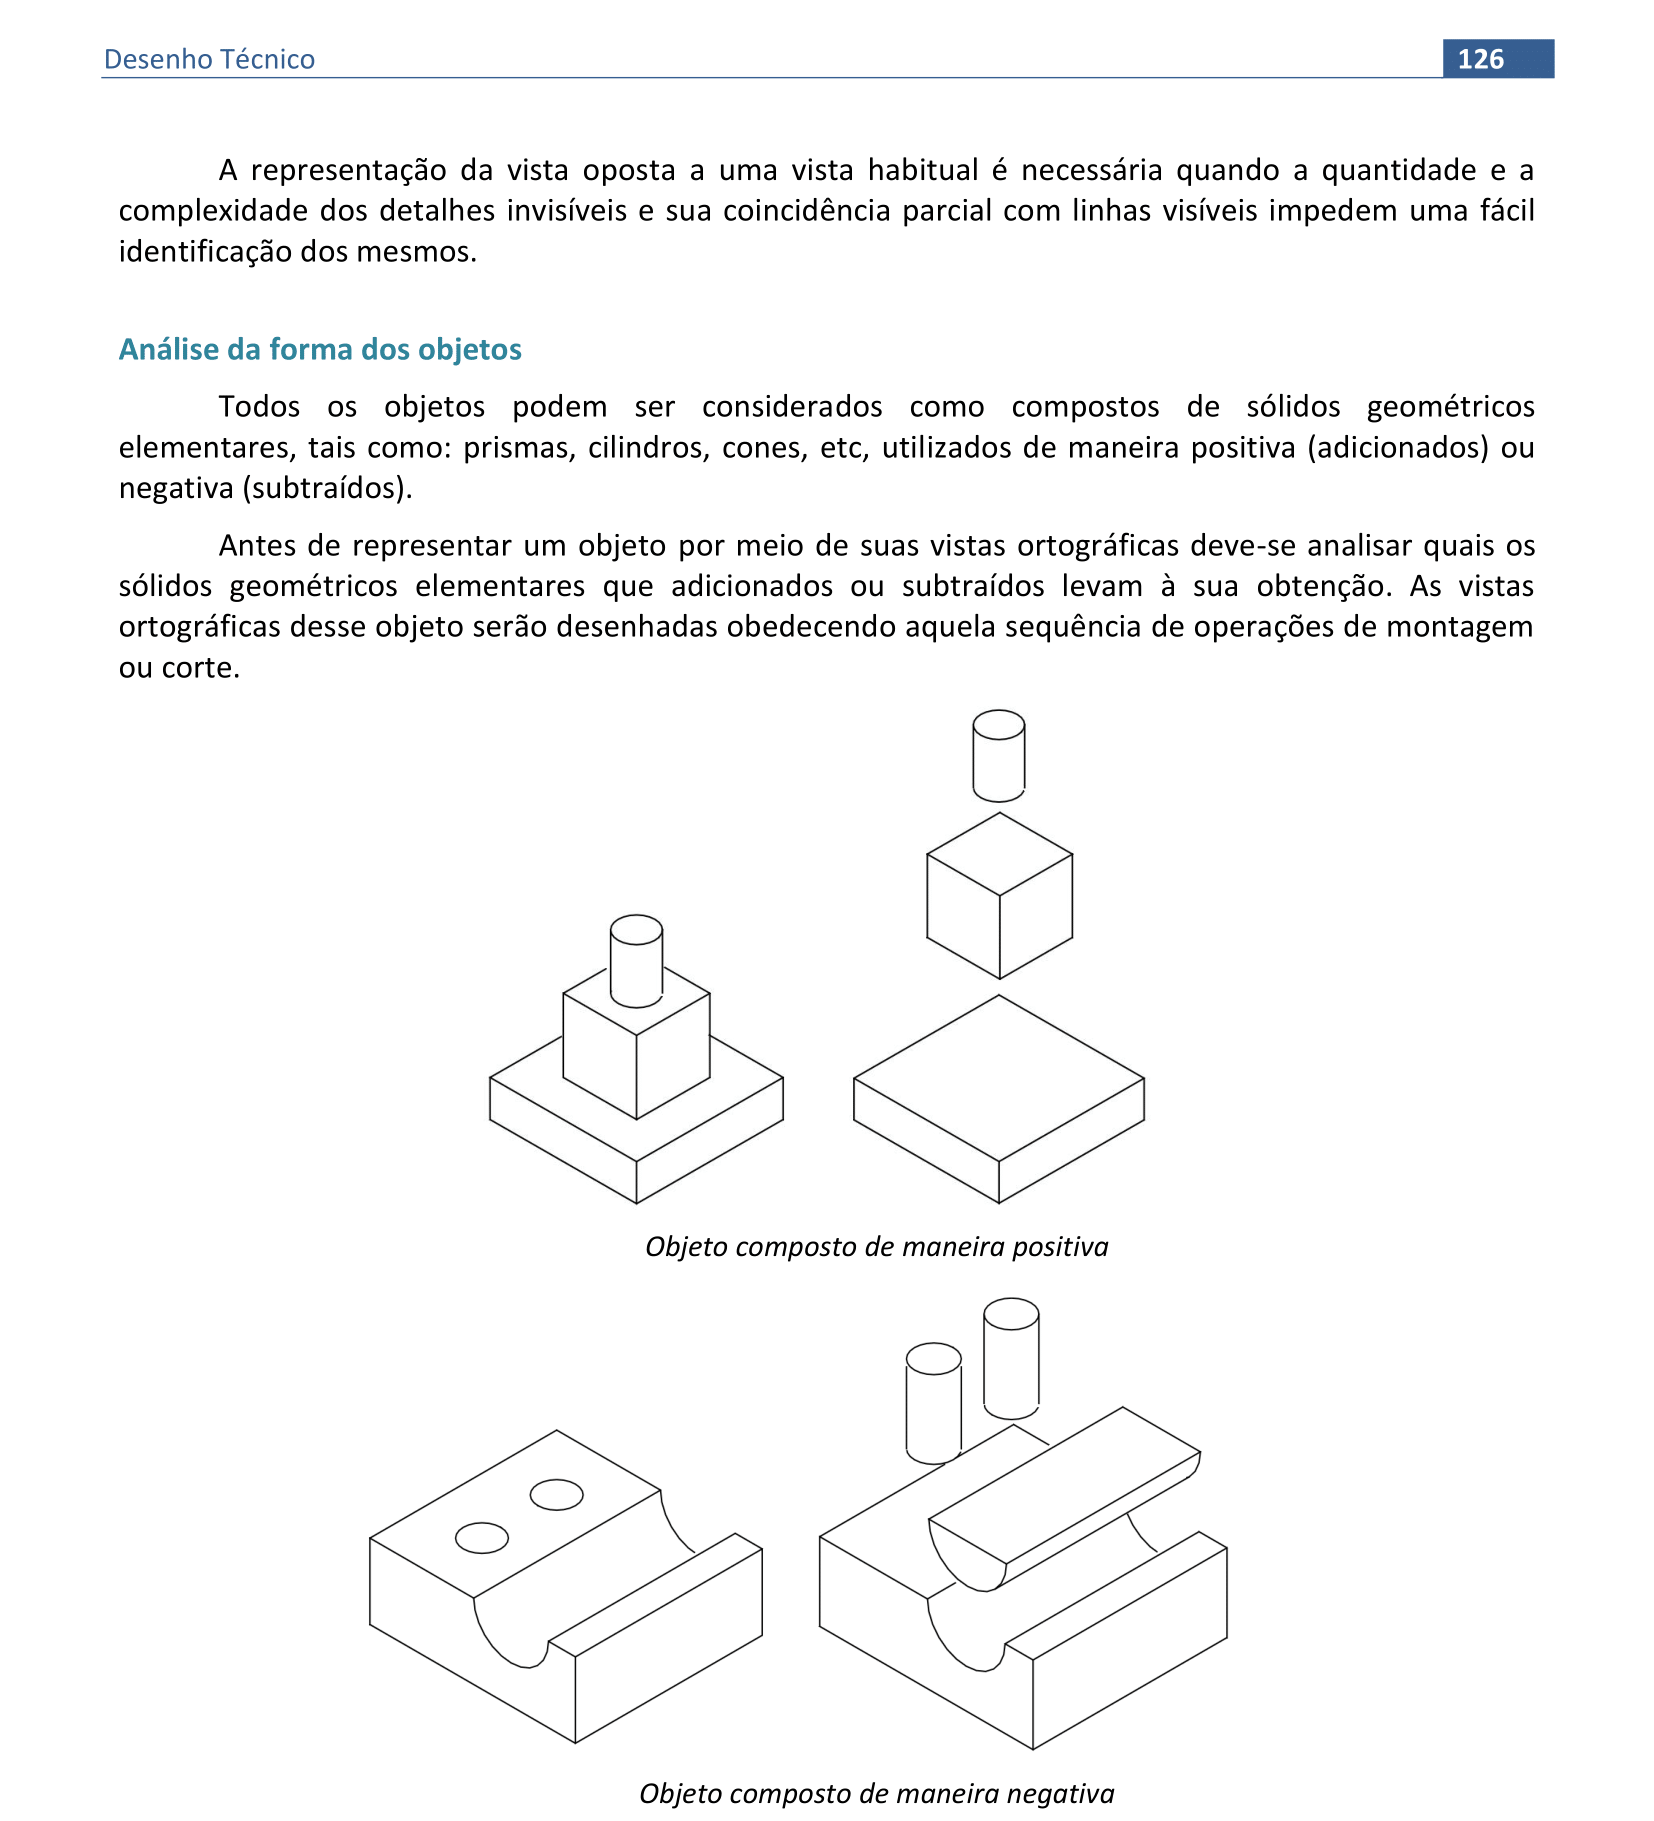 Desenho Técnico 126
A representação da vista oposta a uma vista habitual é necessária quando a quantidade e a
complexidade dos detalhes invisíveis e sua coincidência parcial com linhas visíveis impedem uma fácil
identificação dos mesmos.
Análise da forma dos objetos
Todos os objetos podem ser considerados como compostos de sólidos geométricos
elementares, tais como: prismas, cilindros, cones, etc, utilizados de maneira positiva (adicionados) ou
negativa (subtraídos).
Antes de representar um objeto por meio de suas vistas ortográficas deve-se analisar quais os
sólidos geométricos elementares que adicionados ou subtraídos levam à sua obtenção. As vistas
ortográficas desse objeto serão desenhadas obedecendo aquela sequência de operações de montagem
ou corte.
Objeto composto de maneira positiva
Objeto composto de maneira negativa